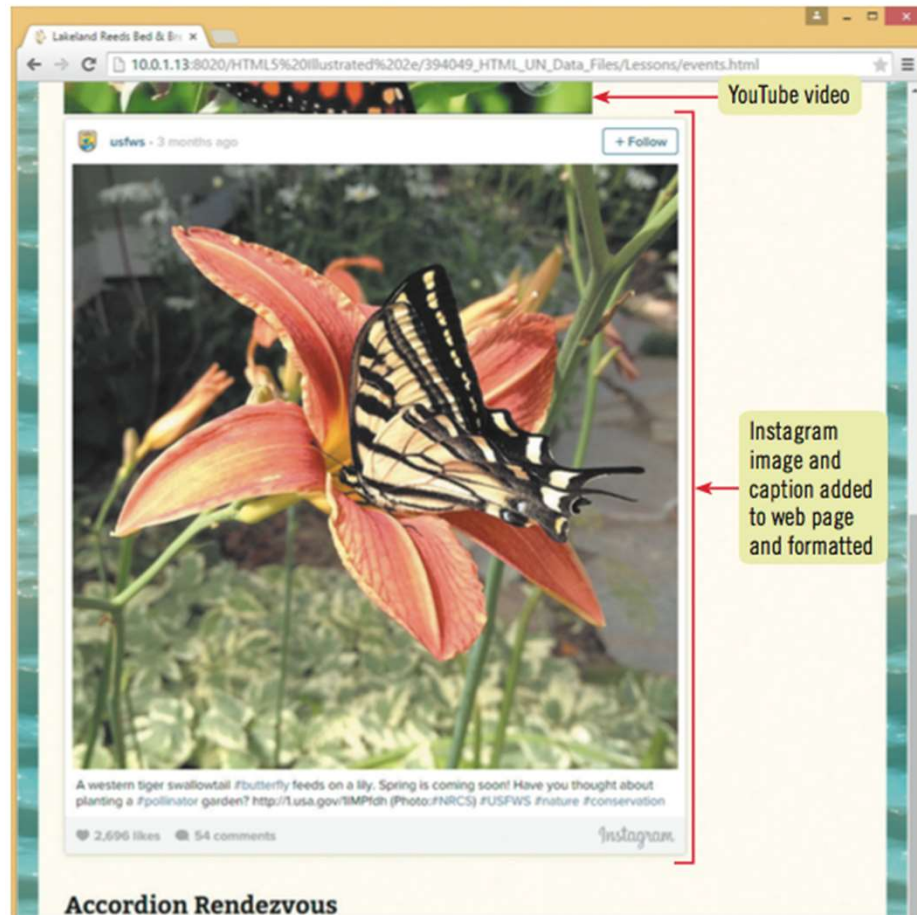 Lakeland Reeds Bed & Br
10.0.1.13:8020/HTML5%20Illustrated%202e/394049_HTML_UN_Data_Files/Lessons/events.html
YouTube video
usfws - 3 months ago
+ Follow
Instagram
image and
caption added
to web page
and formatted
A western tiger swallowtail #butterfly feeds on a lily. Spring is coming soon! Have you thought about
planting a #pollinator garden? http://1.usa.gov/1IMPfdh (Photo:#NRCS) #USFWS #nature #conservation
2,696 likes 54 comments
Instagram
Accordion Rendezvous